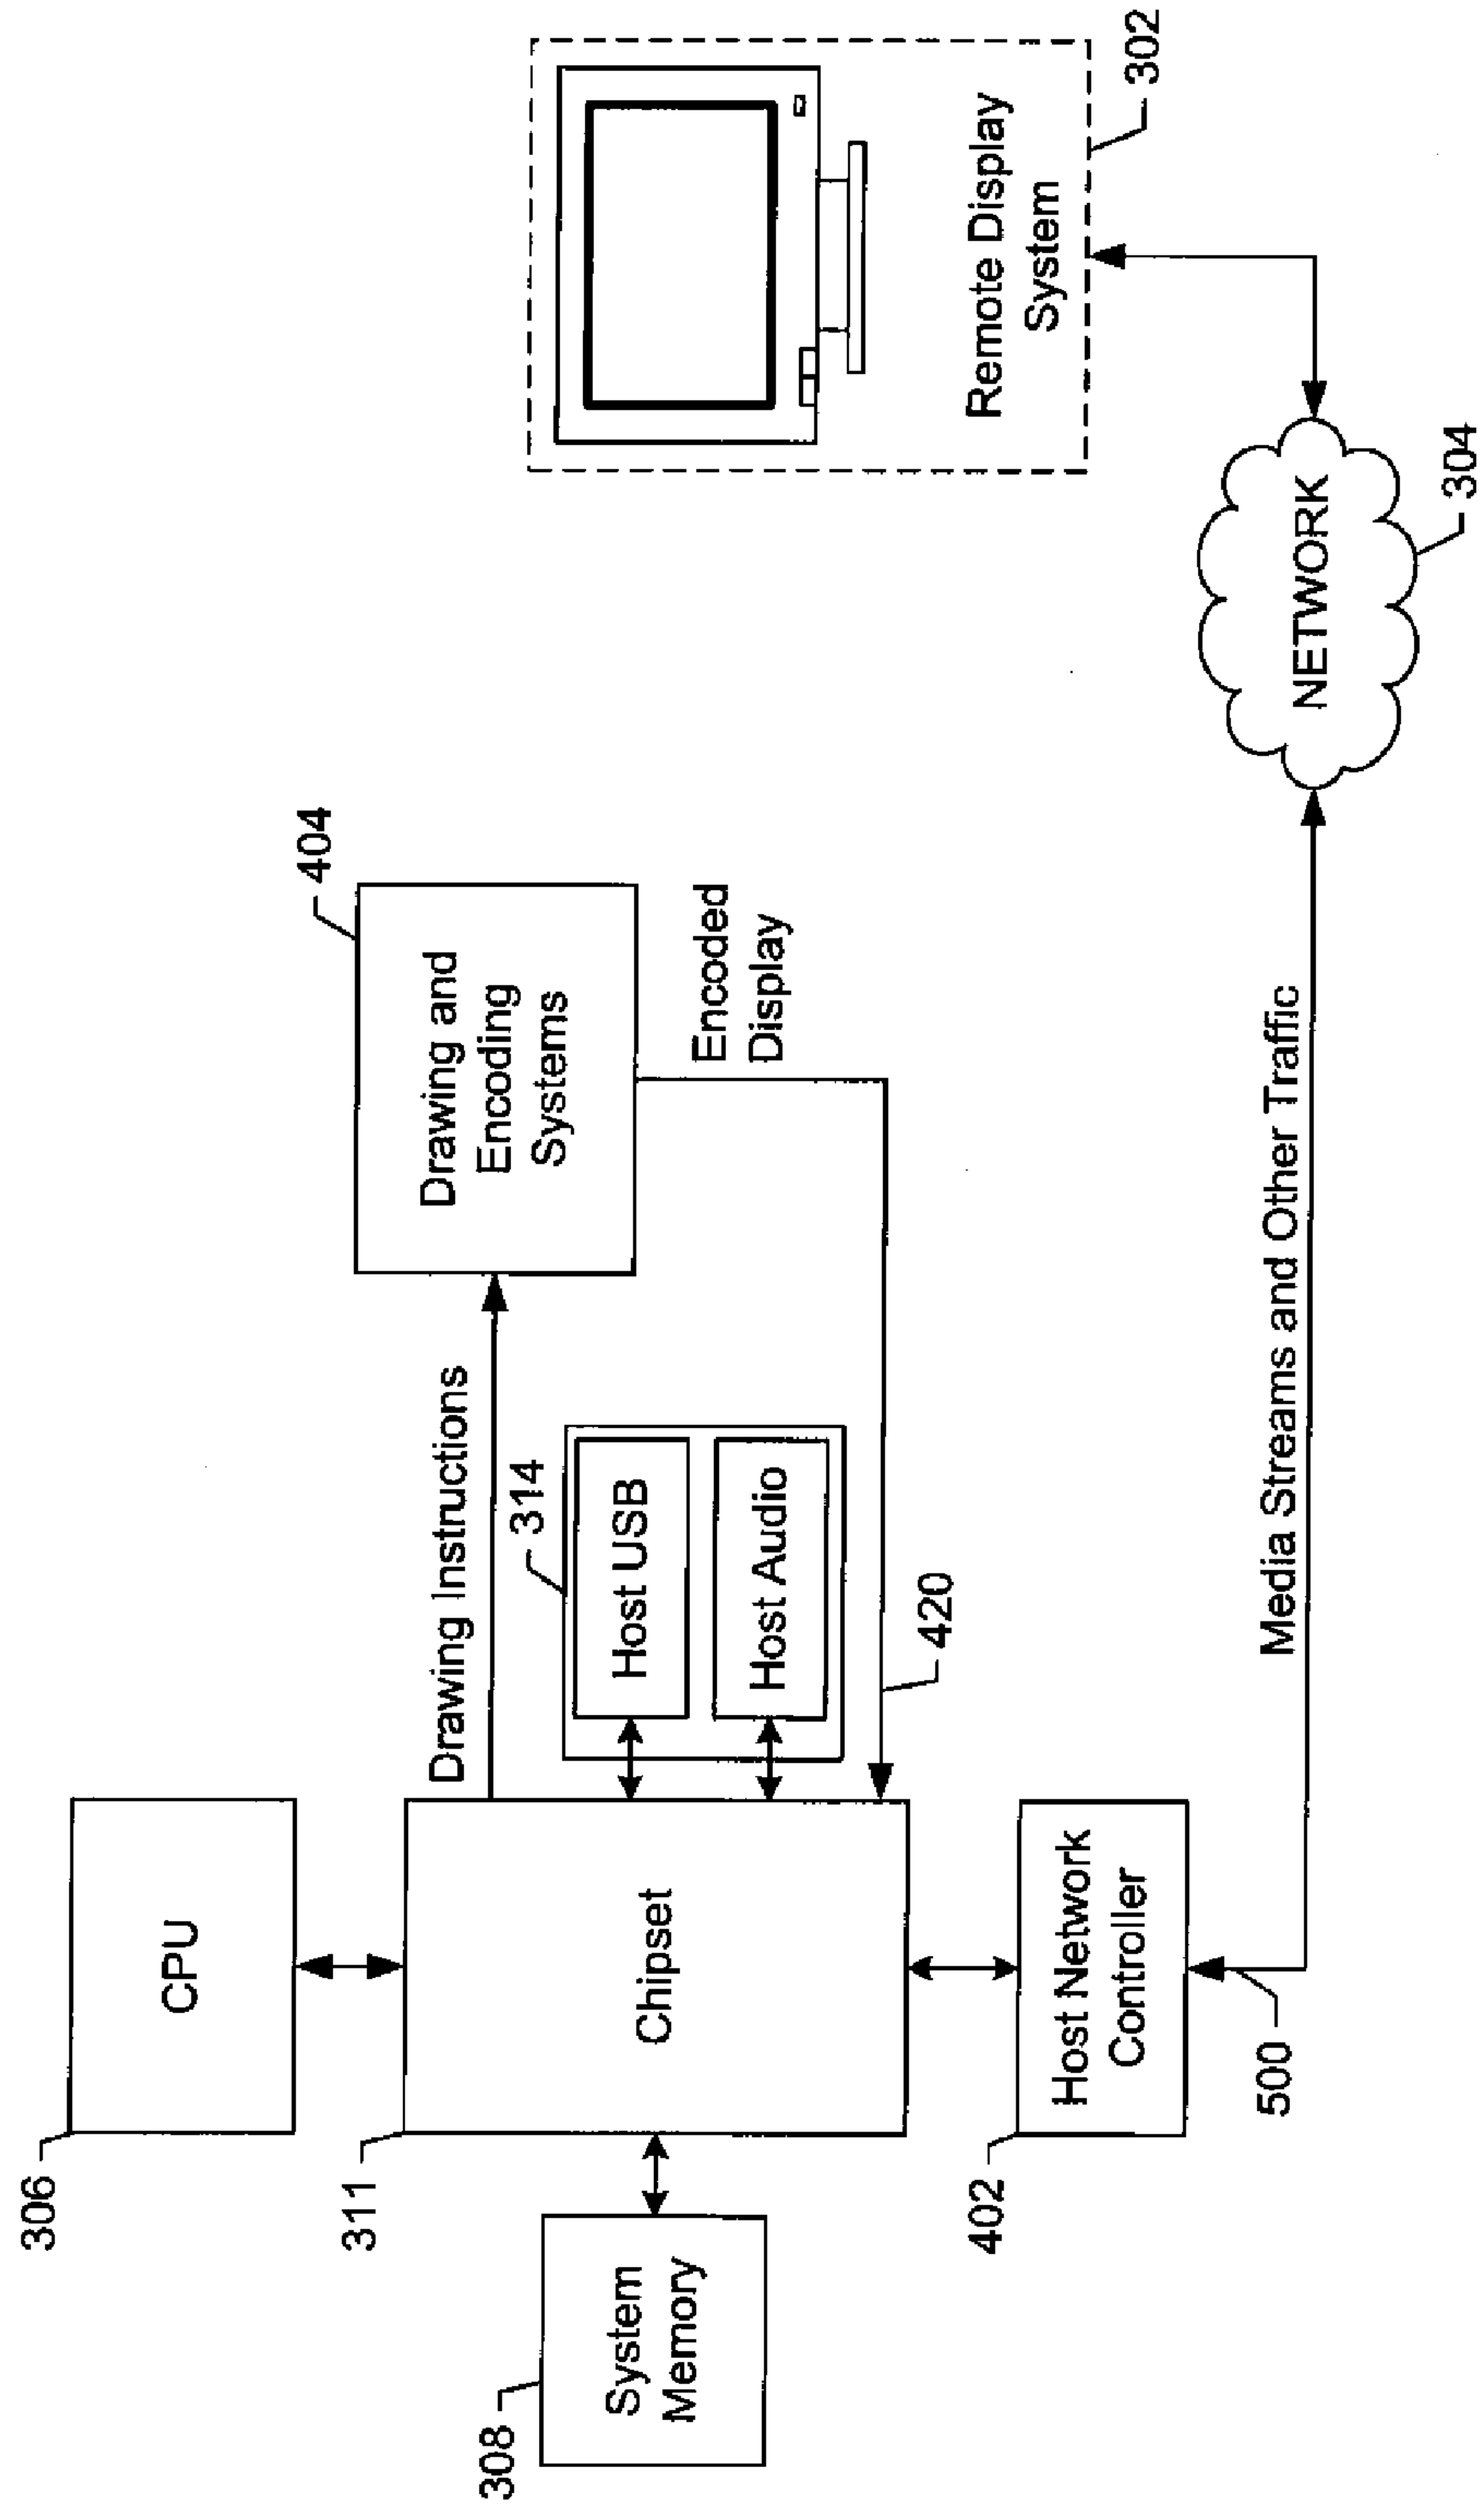 306
CPU
311
Chipset
308
System
Memory
402
Host Network
Controller
500
Drawing Instructions
314
Host USB
Host Audio
420
404
Drawing and
Encoding
Systems
Encoded
Display
Media Streams and Other Traffic
NETWORK
304
Remote Display
System
302